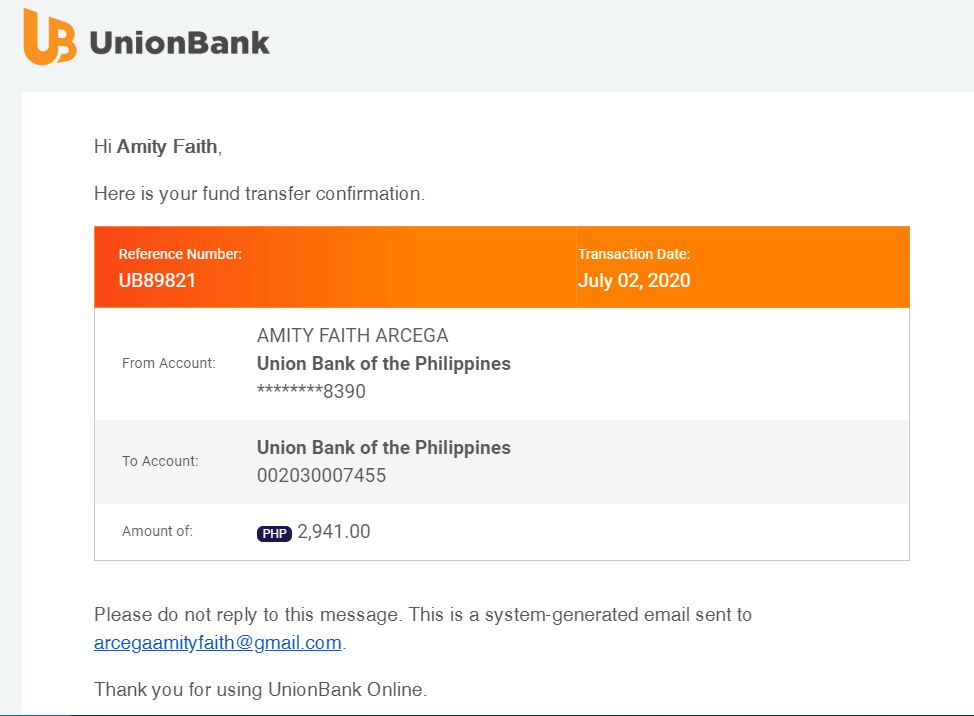 UB UnionBank
Hi Amity Faith,
Here is your fund transfer confirmation.
Reference Number:
UB89821
Transaction Date:
July 02, 2020
From Account:
AMITY FAITH ARCEGA
Union Bank of the Philippines
********8390
To Account:
Union Bank of the Philippines
002030007455
Amount of:
PHP 2,941.00
Please do not reply to this message. This is a system-generated email sent to
arcegaamityfaith@gmail.com.
Thank you for using UnionBank Online.